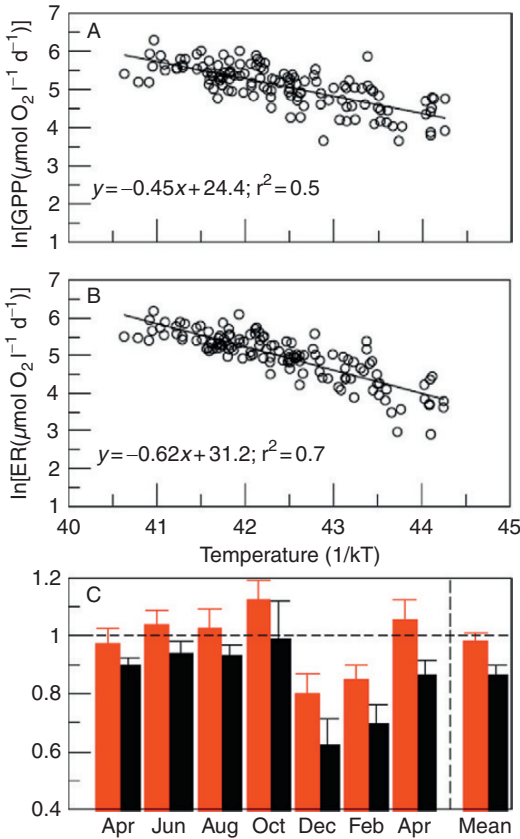 A
ln[GPP(μmol O₂ l⁻¹ d⁻¹)]
7
6
5
4
3
2
1
y=−0.45x+24.4; r²=0.5
B
ln[ER(μmol O₂ l⁻¹ d⁻¹)]
7
6
5
4
3
2
1
y=−0.62x+31.2; r²=0.7
40 41 42 43 44 45
Temperature (1/kT)
C
1.2
1
0.8
0.6
0.4
Apr Jun Aug Oct Dec Feb Apr Mean